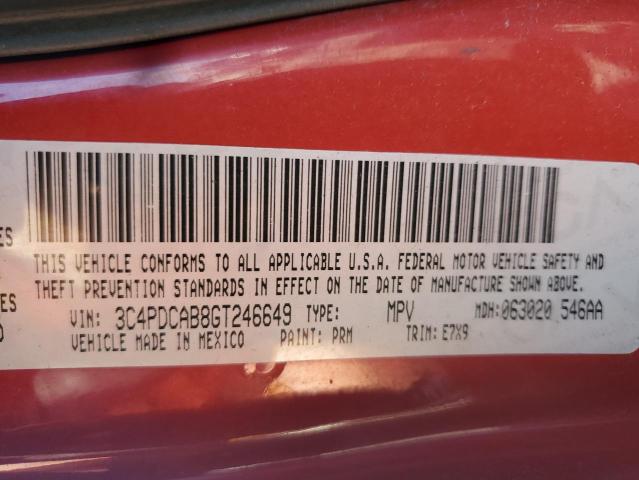 THIS VEHICLE CONFORMS TO ALL APPLICABLE U.S.A. FEDERAL MOTOR VEHICLE SAFETY AND
ES
THEFT PREVENTION STANDARDS IN EFFECT ON THE DATE OF MANUFACTURE SHOWN ABOVE.
ES
VIN: 3C4PDCAB8GT246649 TYPE: MPV MDH: 063020 546AA
VEHICLE MADE IN MEXICO PAINT: PRM TRIM: E7X9